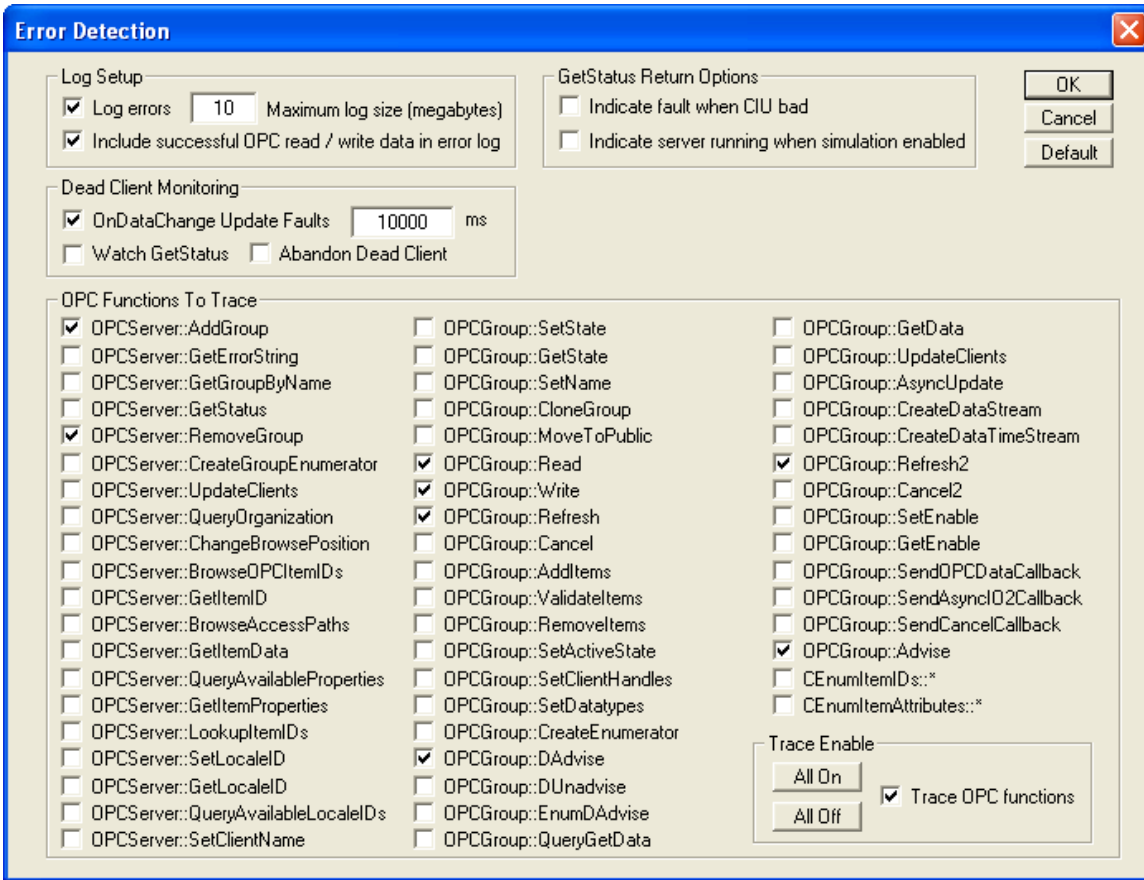 Error Detection
Log Setup
Log errors 10 Maximum log size (megabytes)
Include successful OPC read / write data in error log
GetStatus Return Options
Indicate fault when CIU bad
Indicate server running when simulation enabled
OK
Cancel
Default
Dead Client Monitoring
OnDataChange Update Faults 10000 ms
Watch GetStatus Abandon Dead Client
OPC Functions To Trace
OPCServer::AddGroup
OPCServer::GetErrorString
OPCServer::GetGroupByName
OPCServer::GetStatus
OPCServer::RemoveGroup
OPCServer::CreateGroupEnumerator
OPCServer::UpdateClients
OPCServer::QueryOrganization
OPCServer::ChangeBrowsePosition
OPCServer::BrowseOPCItemIDs
OPCServer::GetItemID
OPCServer::BrowseAccessPaths
OPCServer::GetItemData
OPCServer::QueryAvailableProperties
OPCServer::GetItemProperties
OPCServer::LookupItemIDs
OPCServer::SetLocaleID
OPCServer::GetLocaleID
OPCServer::QueryAvailableLocaleIDs
OPCServer::SetClientName
OPCGroup::SetState
OPCGroup::GetState
OPCGroup::SetName
OPCGroup::CloneGroup
OPCGroup::MoveToPublic
OPCGroup::Read
OPCGroup::Write
OPCGroup::Refresh
OPCGroup::Cancel
OPCGroup::AddItems
OPCGroup::ValidateItems
OPCGroup::RemoveItems
OPCGroup::SetActiveState
OPCGroup::SetClientHandles
OPCGroup::SetDatatypes
OPCGroup::CreateEnumerator
OPCGroup::DAdvise
OPCGroup::DUnadvise
OPCGroup::EnumDAdvise
OPCGroup::QueryGetData
OPCGroup::GetData
OPCGroup::UpdateClients
OPCGroup::AsyncUpdate
OPCGroup::CreateDataStream
OPCGroup::CreateDataTimeStream
OPCGroup::Refresh2
OPCGroup::Cancel2
OPCGroup::SetEnable
OPCGroup::GetEnable
OPCGroup::SendOPCDataCallback
OPCGroup::SendAsyncIO2Callback
OPCGroup::SendCancelCallback
OPCGroup::Advise
CEnumItemIDs::*
CEnumItemAttributes::*
Trace Enable
All On
All Off
Trace OPC functions